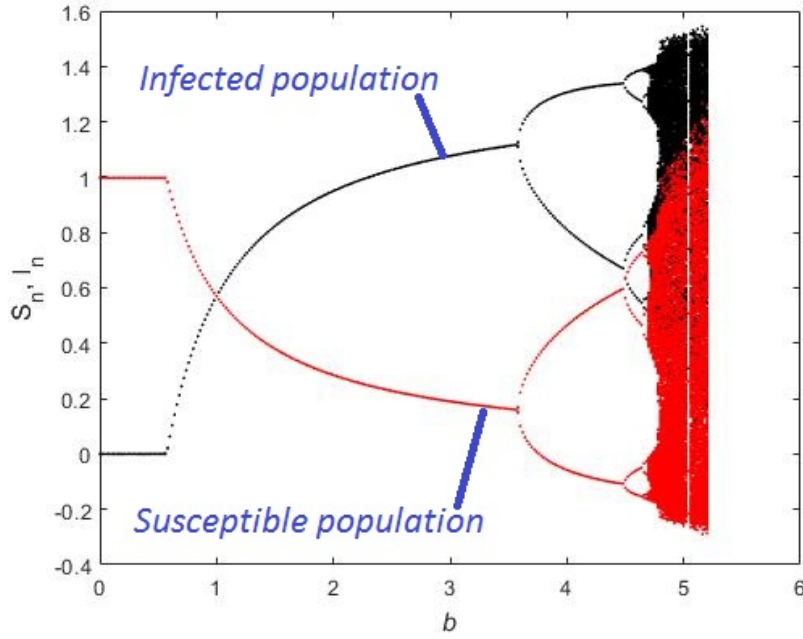 1.6
1.4
1.2
1
0.8
0.6
0.4
0.2
0
-0.2
-0.4
S_n, I_n
Infected population
Susceptible population
0 1 2 3 4 5 6
b